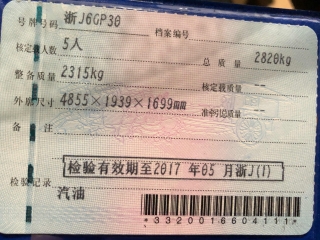 号牌号码 浙J6GP30 档案编号
核定载人数 5人 总质量 2820kg
整备质量 2315kg 核定载质量 --
外廓尺寸 4855×1939×1699mm 准牵引总质量 --
备注
检验有效期至2017年05月浙J(1)
检验记录
汽油
*3320016604111*